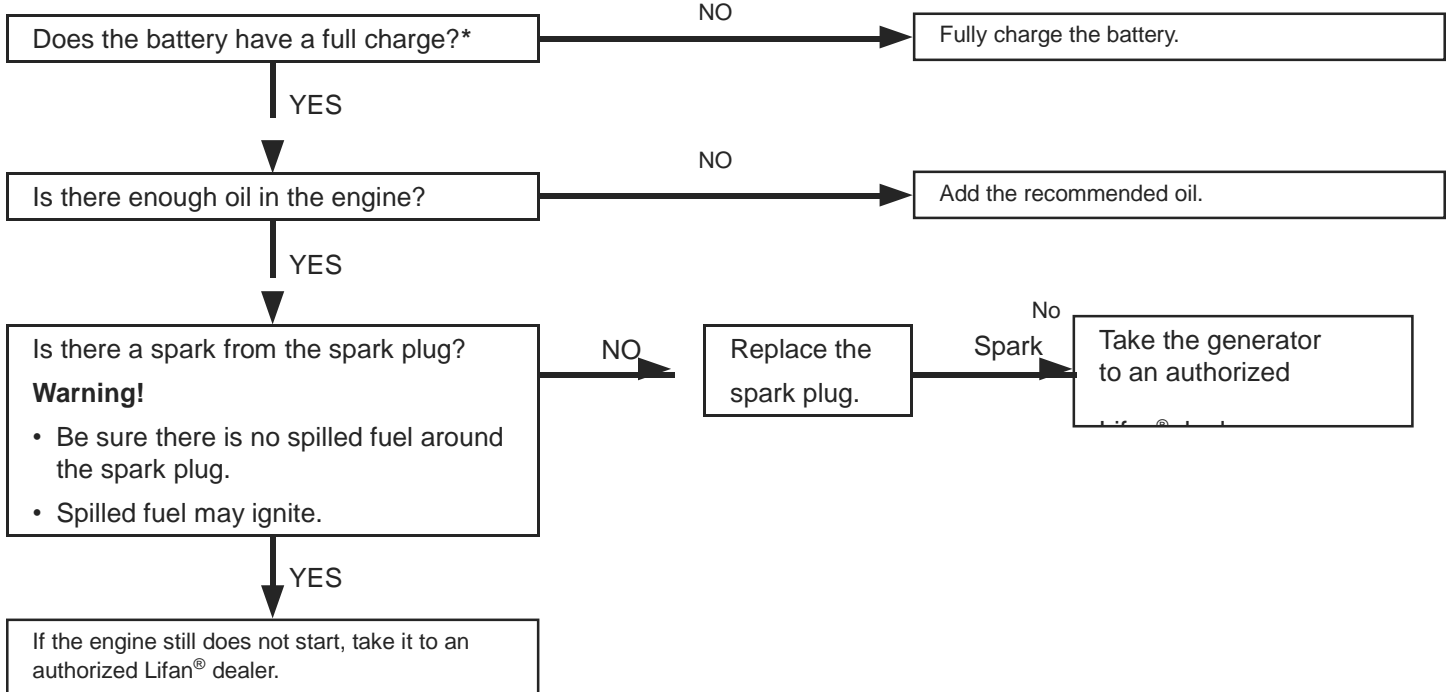 NO
Does the battery have a full charge?*
Fully charge the battery.
YES
NO
Is there enough oil in the engine?
Add the recommended oil.
YES
Is there a spark from the spark plug?
Warning!
• Be sure there is no spilled fuel around
the spark plug.
• Spilled fuel may ignite.
NO
Replace the
spark plug.
No
Spark
Take the generator
to an authorized
YES
If the engine still does not start, take it to an
authorized Lifan® dealer.